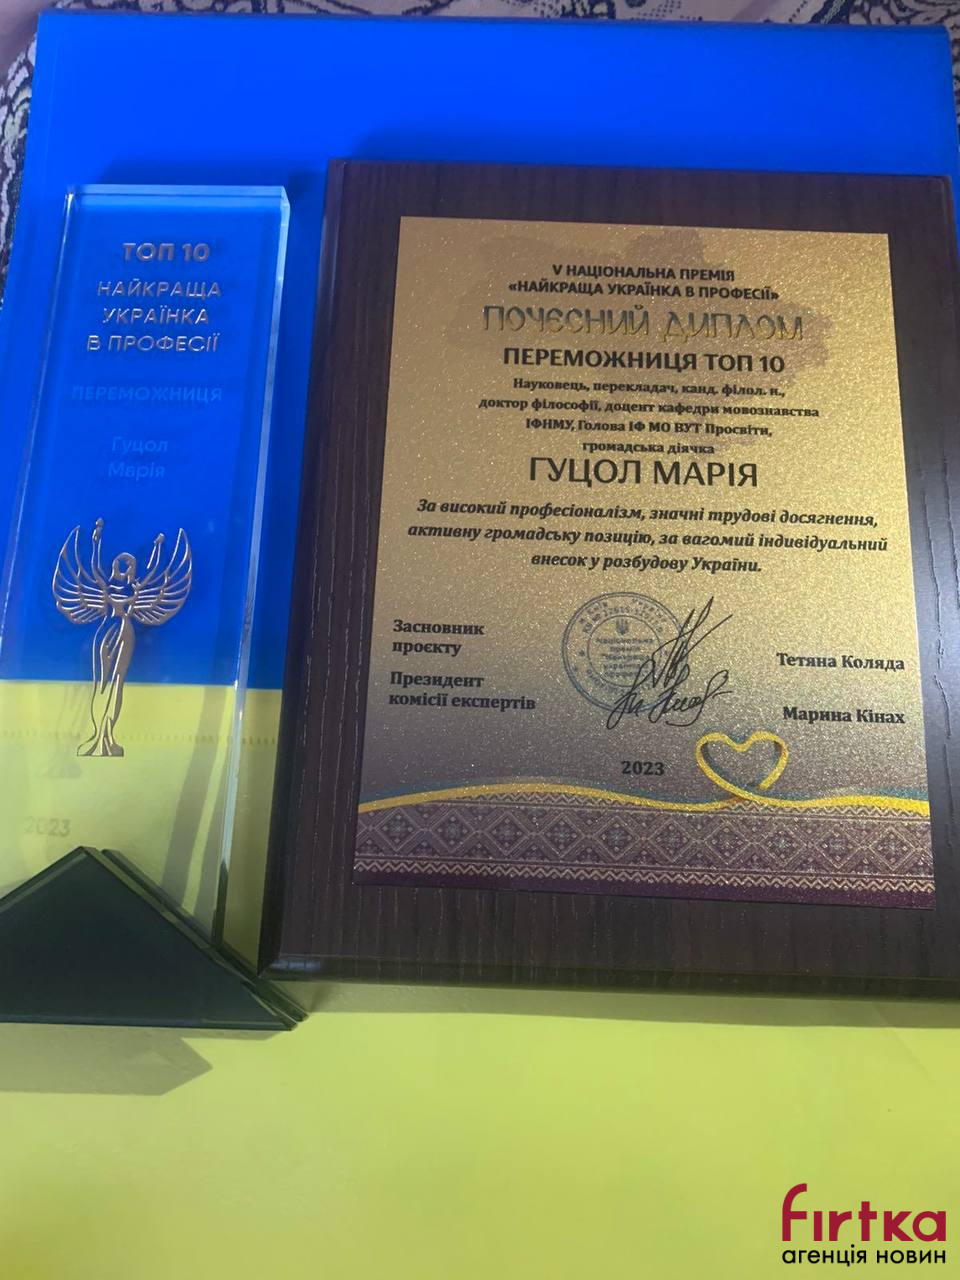 ТОП 10
НАЙКРАЩА
УКРАЇНКА
В ПРОФЕСІЇ
ПЕРЕМОЖНИЦЯ
Гуцол
Марія
2023
V НАЦІОНАЛЬНА ПРЕМІЯ
«НАЙКРАЩА УКРАЇНКА В ПРОФЕСІЇ»
ПОЧЕСНИЙ ДИПЛОМ
ПЕРЕМОЖНИЦЯ ТОП 10
Науковець, перекладач, канд. філол. н.,
доктор філософії, доцент кафедри мовознавства
ІФНМУ, Голова ІФ МО ВУТ Просвіти,
громадська діячка
ГУЦОЛ МАРІЯ
За високий професіоналізм, значні трудові досягнення,
активну громадську позицію, за вагомий індивідуальний
внесок у розбудову України.
Засновник
проєкту
Тетяна Коляда
Президент
комісії експертів
Марина Кінах
Національна
премія
2023
fırtka
агенція новин